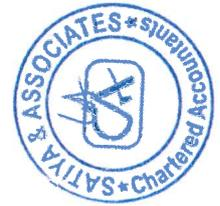 SATIYA & ASSOCIATES * Chartered Accountants *